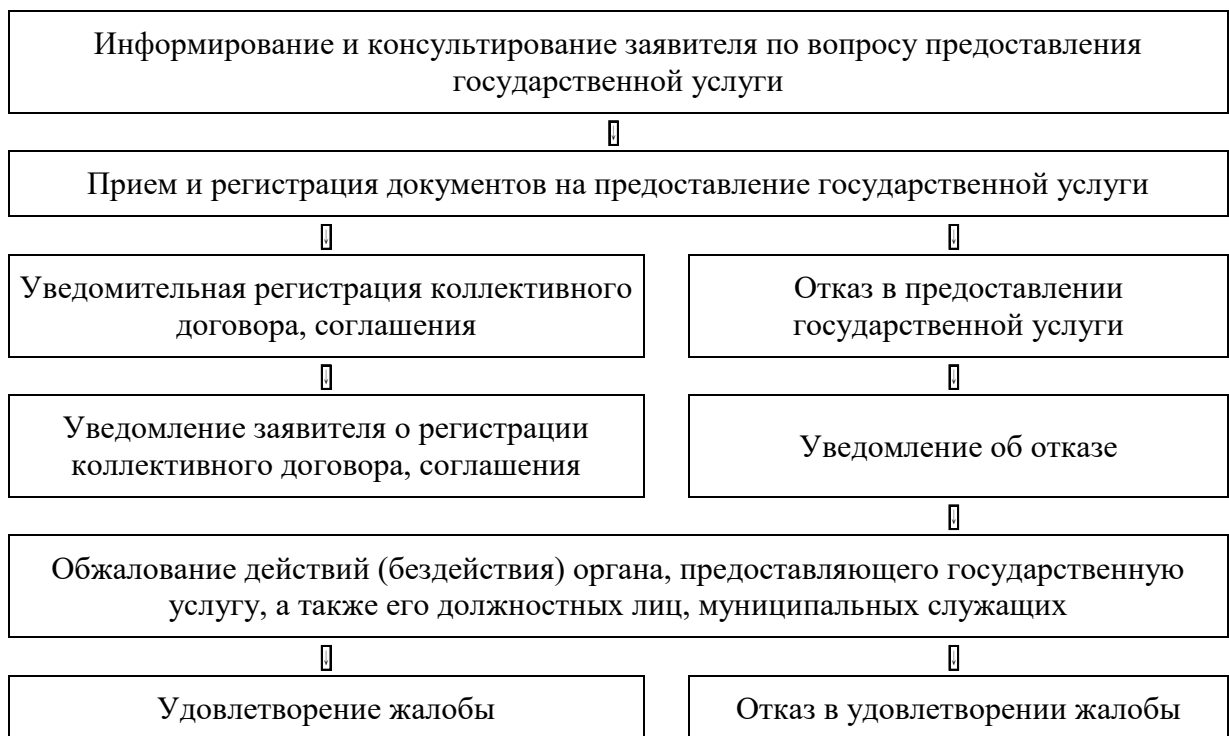 Информирование и консультирование заявителя по вопросу предоставления
государственной услуги
Прием и регистрация документов на предоставление государственной услуги
Уведомительная регистрация коллективного
договора, соглашения
Отказ в предоставлении
государственной услуги
Уведомление заявителя о регистрации
коллективного договора, соглашения
Уведомление об отказе
Обжалование действий (бездействия) органа, предоставляющего государственную
услугу, а также его должностных лиц, муниципальных служащих
Удовлетворение жалобы
Отказ в удовлетворении жалобы